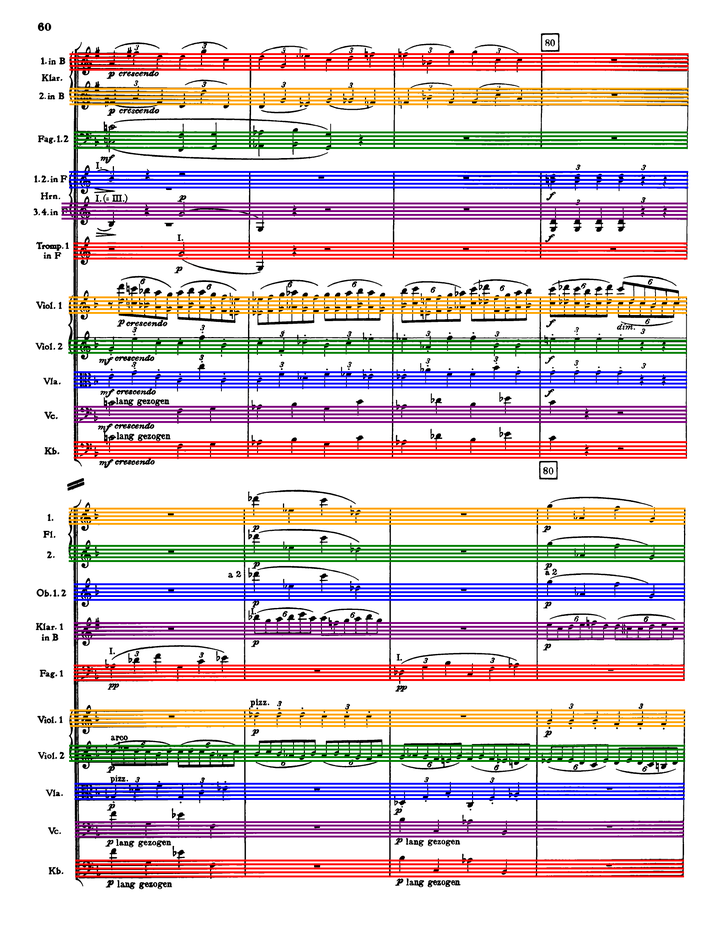 60
80
1. in B
Klar.
2. in B
p crescendo
p crescendo
Fag. 1.2
mf
1.2. in F
I.
Hrn.
I. (= III.)
p
f
3.4. in
f
Tromp. 1
in F
I.
p
Viol. 1
p crescendo
f
dim.
Viol. 2
mf crescendo
f
Vla.
mf crescendo
f
lang gezogen
Vc.
mf crescendo
lang gezogen
Kb.
mf crescendo
80
1.
p
p
Fl.
2.
p
p
a 2
a 2
Ob. 1.2
p
p
Klar. 1
in B
I.
p
p
Fag. 1
I.
I.
pp
pp
pizz.
Viol. 1
p
p
arco
Viol. 2
p
pizz.
Vla.
p
p
Vc.
p lang gezogen
p lang gezogen
Kb.
p lang gezogen
p lang gezogen